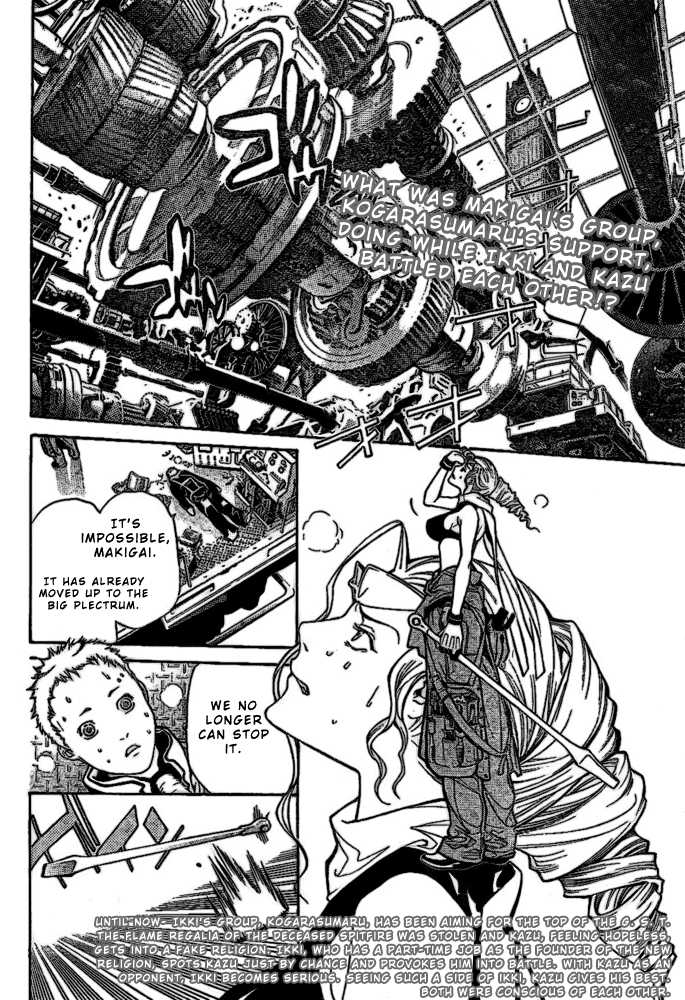 WHAT WAS MAKIGAI'S GROUP,
KOGARASUMARU'S SUPPORT,
DOING WHILE IKKI AND KAZU
BATTLED EACH OTHER!?
IT'S
IMPOSSIBLE,
MAKIGAI.
IT HAS ALREADY
MOVED UP TO THE
BIG PLECTRUM.
WE NO
LONGER
CAN STOP
IT.
UNTIL NOW- IKKI'S GROUP, KOGARASUMARU, HAS BEEN AIMING FOR THE TOP OF THE G. S. /T.
THE FLAME REGALIA OF THE DECEASED SPITFIRE WAS STOLEN AND KAZU, FEELING HOPELESS,
GETS INTO A FAKE RELIGION. IKKI, WHO HAS A PART-TIME JOB AS THE FOUNDER OF THE NEW
RELIGION, SPOTS KAZU JUST BY CHANCE AND PROVOKES HIM INTO BATTLE. WITH KAZU AS AN
OPPONENT, IKKI BECOMES SERIOUS. SEEING SUCH A SIDE OF IKKI, KAZU GIVES HIS BEST.
BOTH WERE CONSCIOUS OF EACH OTHER.